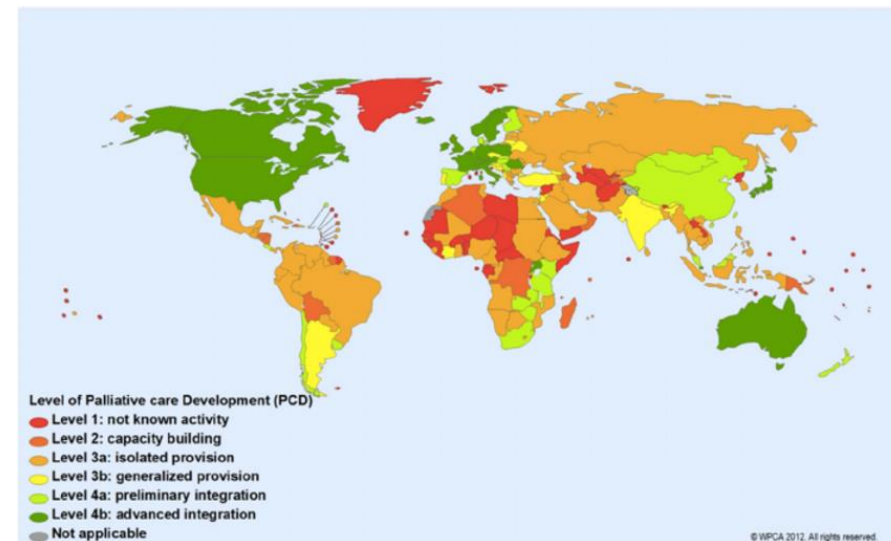 Level of Palliative care Development (PCD)
Level 1: not known activity
Level 2: capacity building
Level 3a: isolated provision
Level 3b: generalized provision
Level 4a: preliminary integration
Level 4b: advanced integration
Not applicable
© WPCA 2012. All rights reserved.